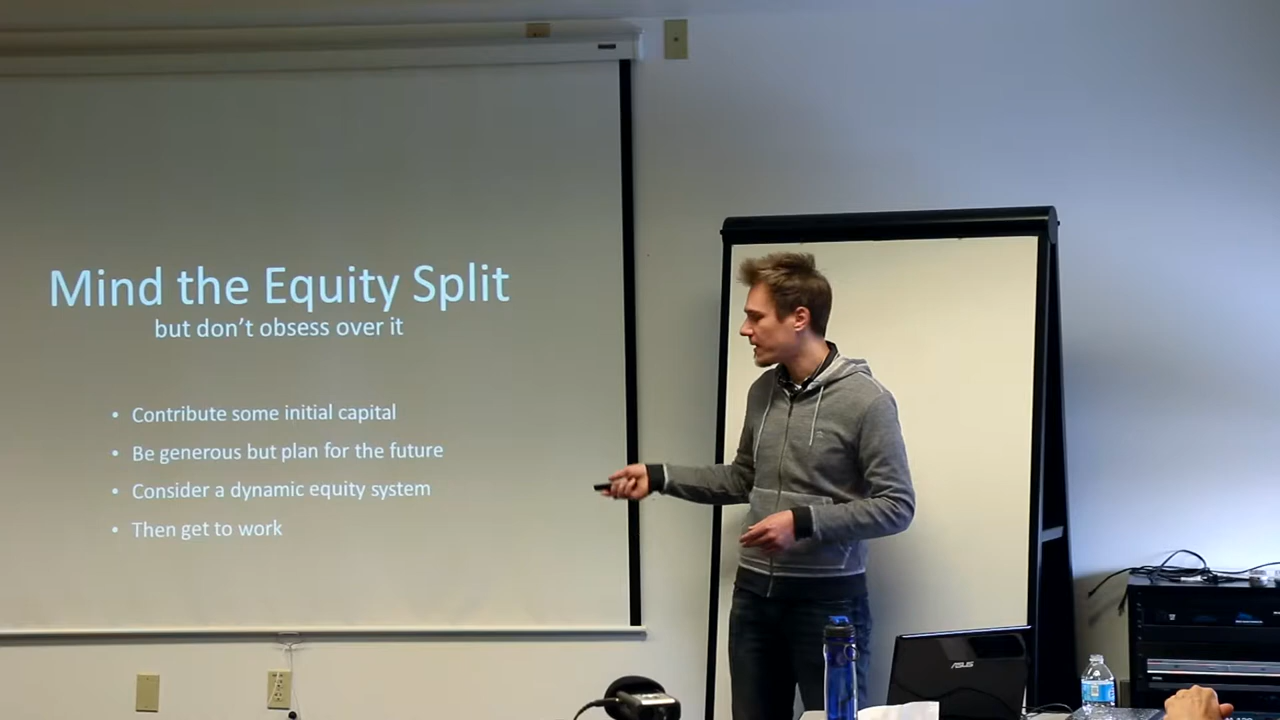 Mind the Equity Split
but don't obsess over it
• Contribute some initial capital
• Be generous but plan for the future
• Consider a dynamic equity system
• Then get to work
ASUS